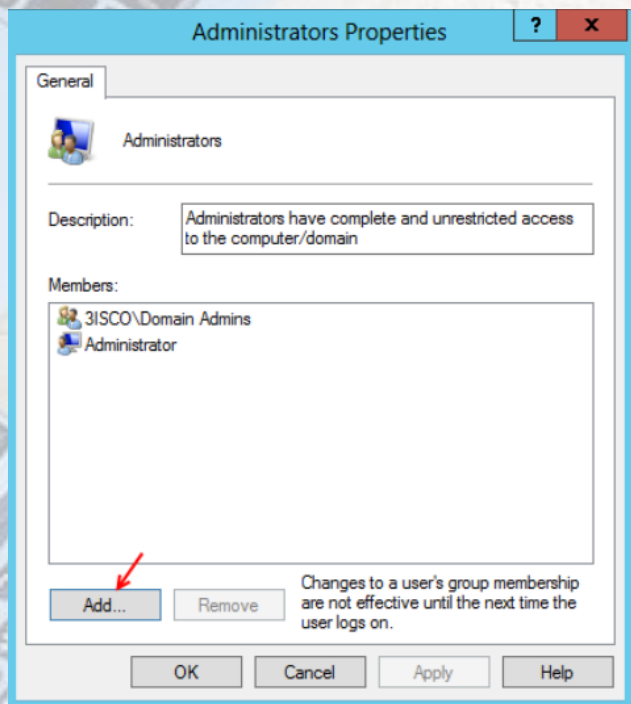 Administrators Properties
?
x
General
Administrators
Description:
Administrators have complete and unrestricted access
to the computer/domain
Members:
3ISCO\Domain Admins
Administrator
Add...
Remove
Changes to a user's group membership
are not effective until the next time the
user logs on.
OK
Cancel
Apply
Help